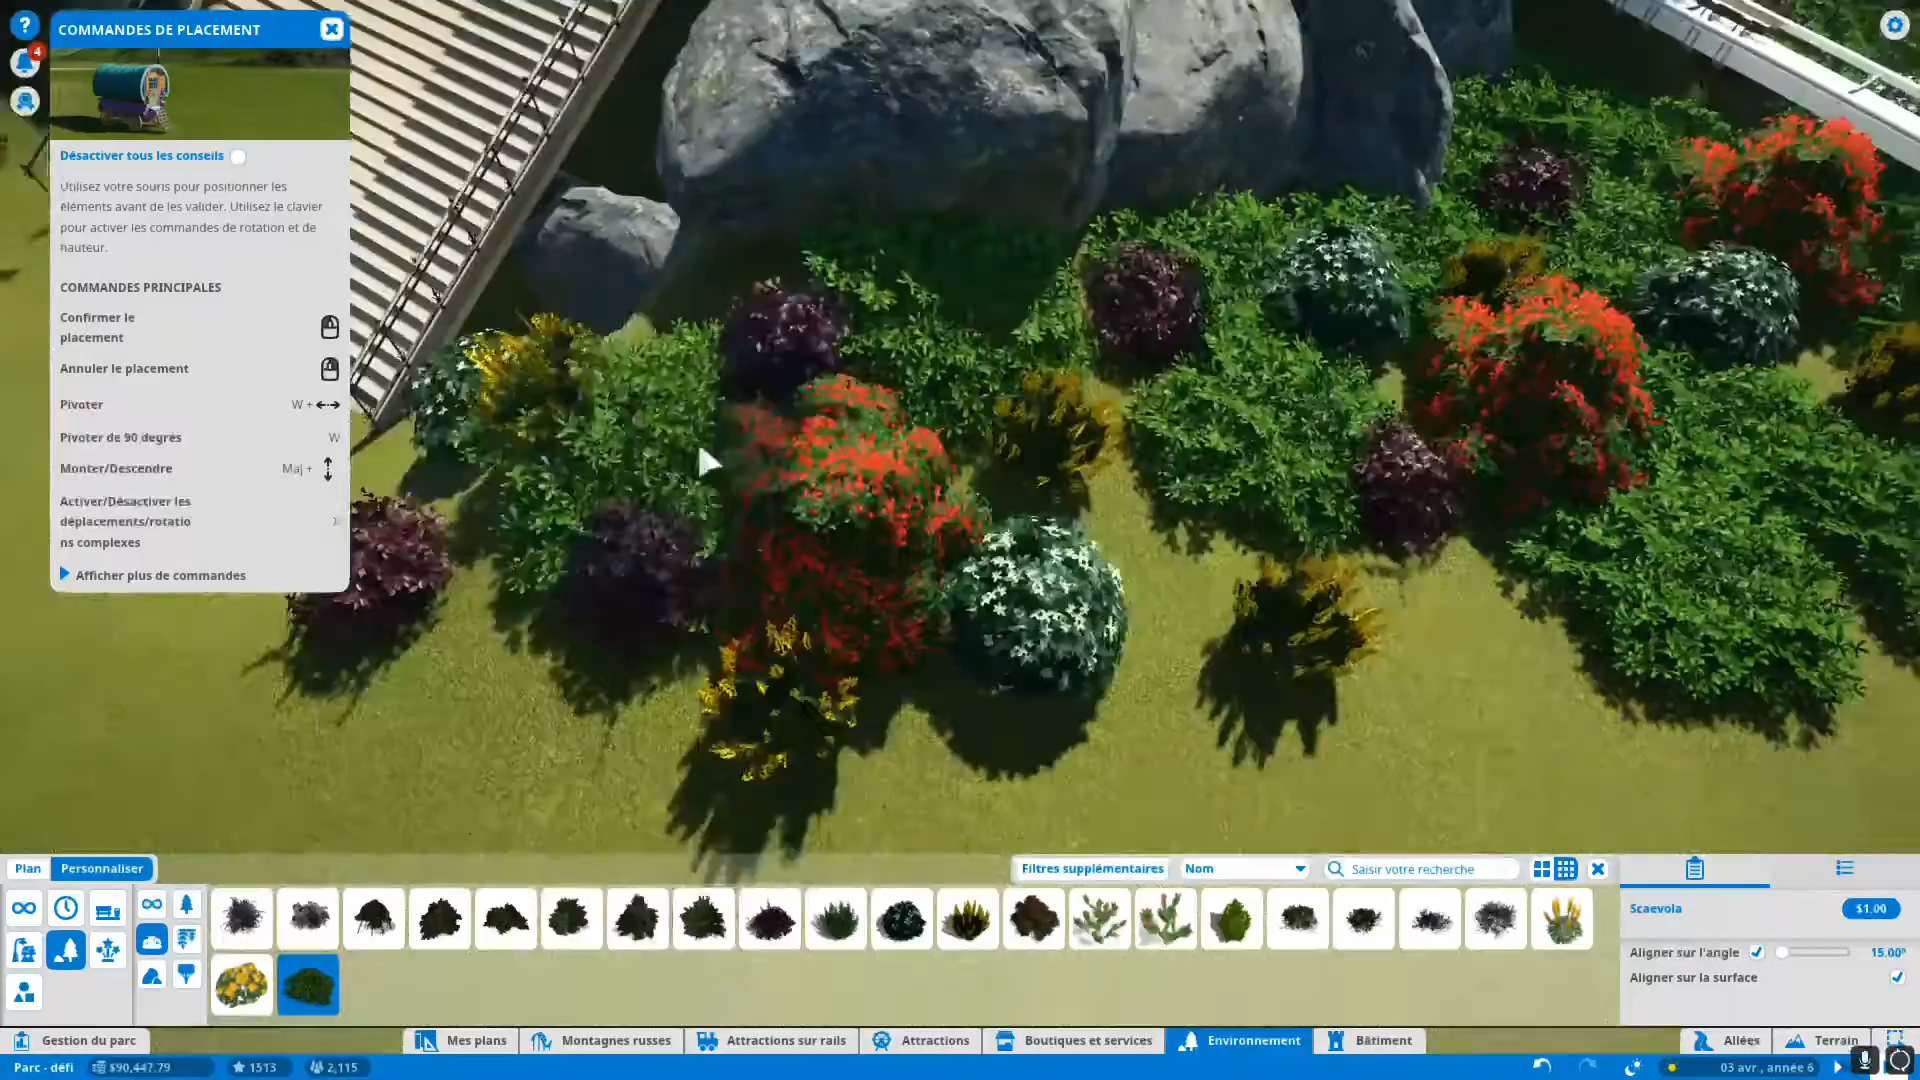 ?
COMMANDES DE PLACEMENT
4
Désactiver tous les conseils
Utilisez votre souris pour positionner les
éléments avant de les valider. Utilisez le clavier
pour activer les commandes de rotation et de
hauteur.
COMMANDES PRINCIPALES
Confirmer le
placement
Annuler le placement
Pivoter W +
Pivoter de 90 degrés W
Monter/Descendre Maj +
Activer/Désactiver les
déplacements/rotatio
ns complexes
Afficher plus de commandes
Plan Personnaliser
Filtres supplémentaires Nom Saisir votre recherche
Scaevola $1.00
Aligner sur l'angle 15.00°
Aligner sur la surface
Gestion du parc Mes plans Montagnes russes Attractions sur rails Attractions Boutiques et services Environnement Bâtiment Allées Terrain
Parc - défi $90,447.79 1513 2,115 03 avr., année 6